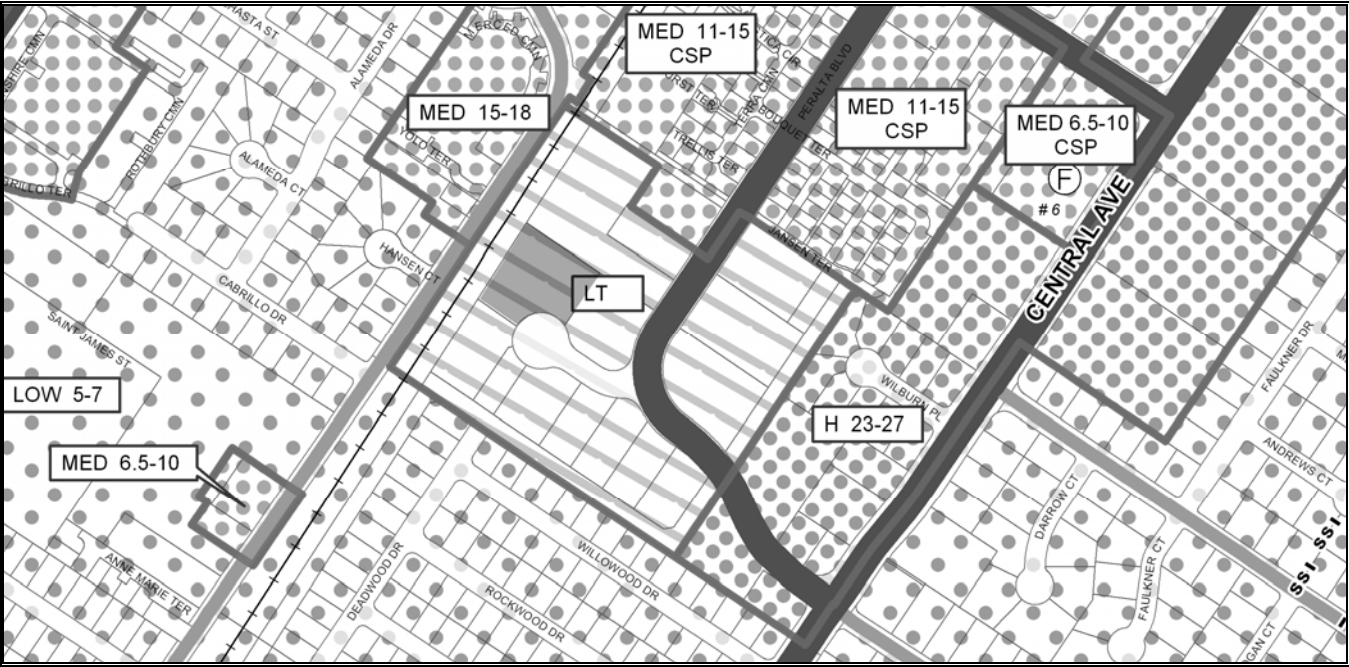 SHASTA ST
ALAMEDA DR
MERCED CMN
MED 11-15
CSP
PERALTA BLVD
ROTHBURY CMN
MED 15-18
YOLO TER
TRELLIS TER
BOUQUET TER
MED 11-15
CSP
MED 6.5-10
CSP
F
#6
ALAMEDA CT
HANSEN CT
JANSEN TER
CENTRAL AVE
CABRILLO DR
LT
SAINT JAMES ST
FAULKNER DR
LOW 5-7
WILBURN PL
H 23-27
MED 6.5-10
ANDREWS CT
DARROW CT
FAULKNER CT
SSI
SSI
ANNE MARIE TER
DEADWOOD DR
WILLOWOOD DR
ROCKWOOD DR